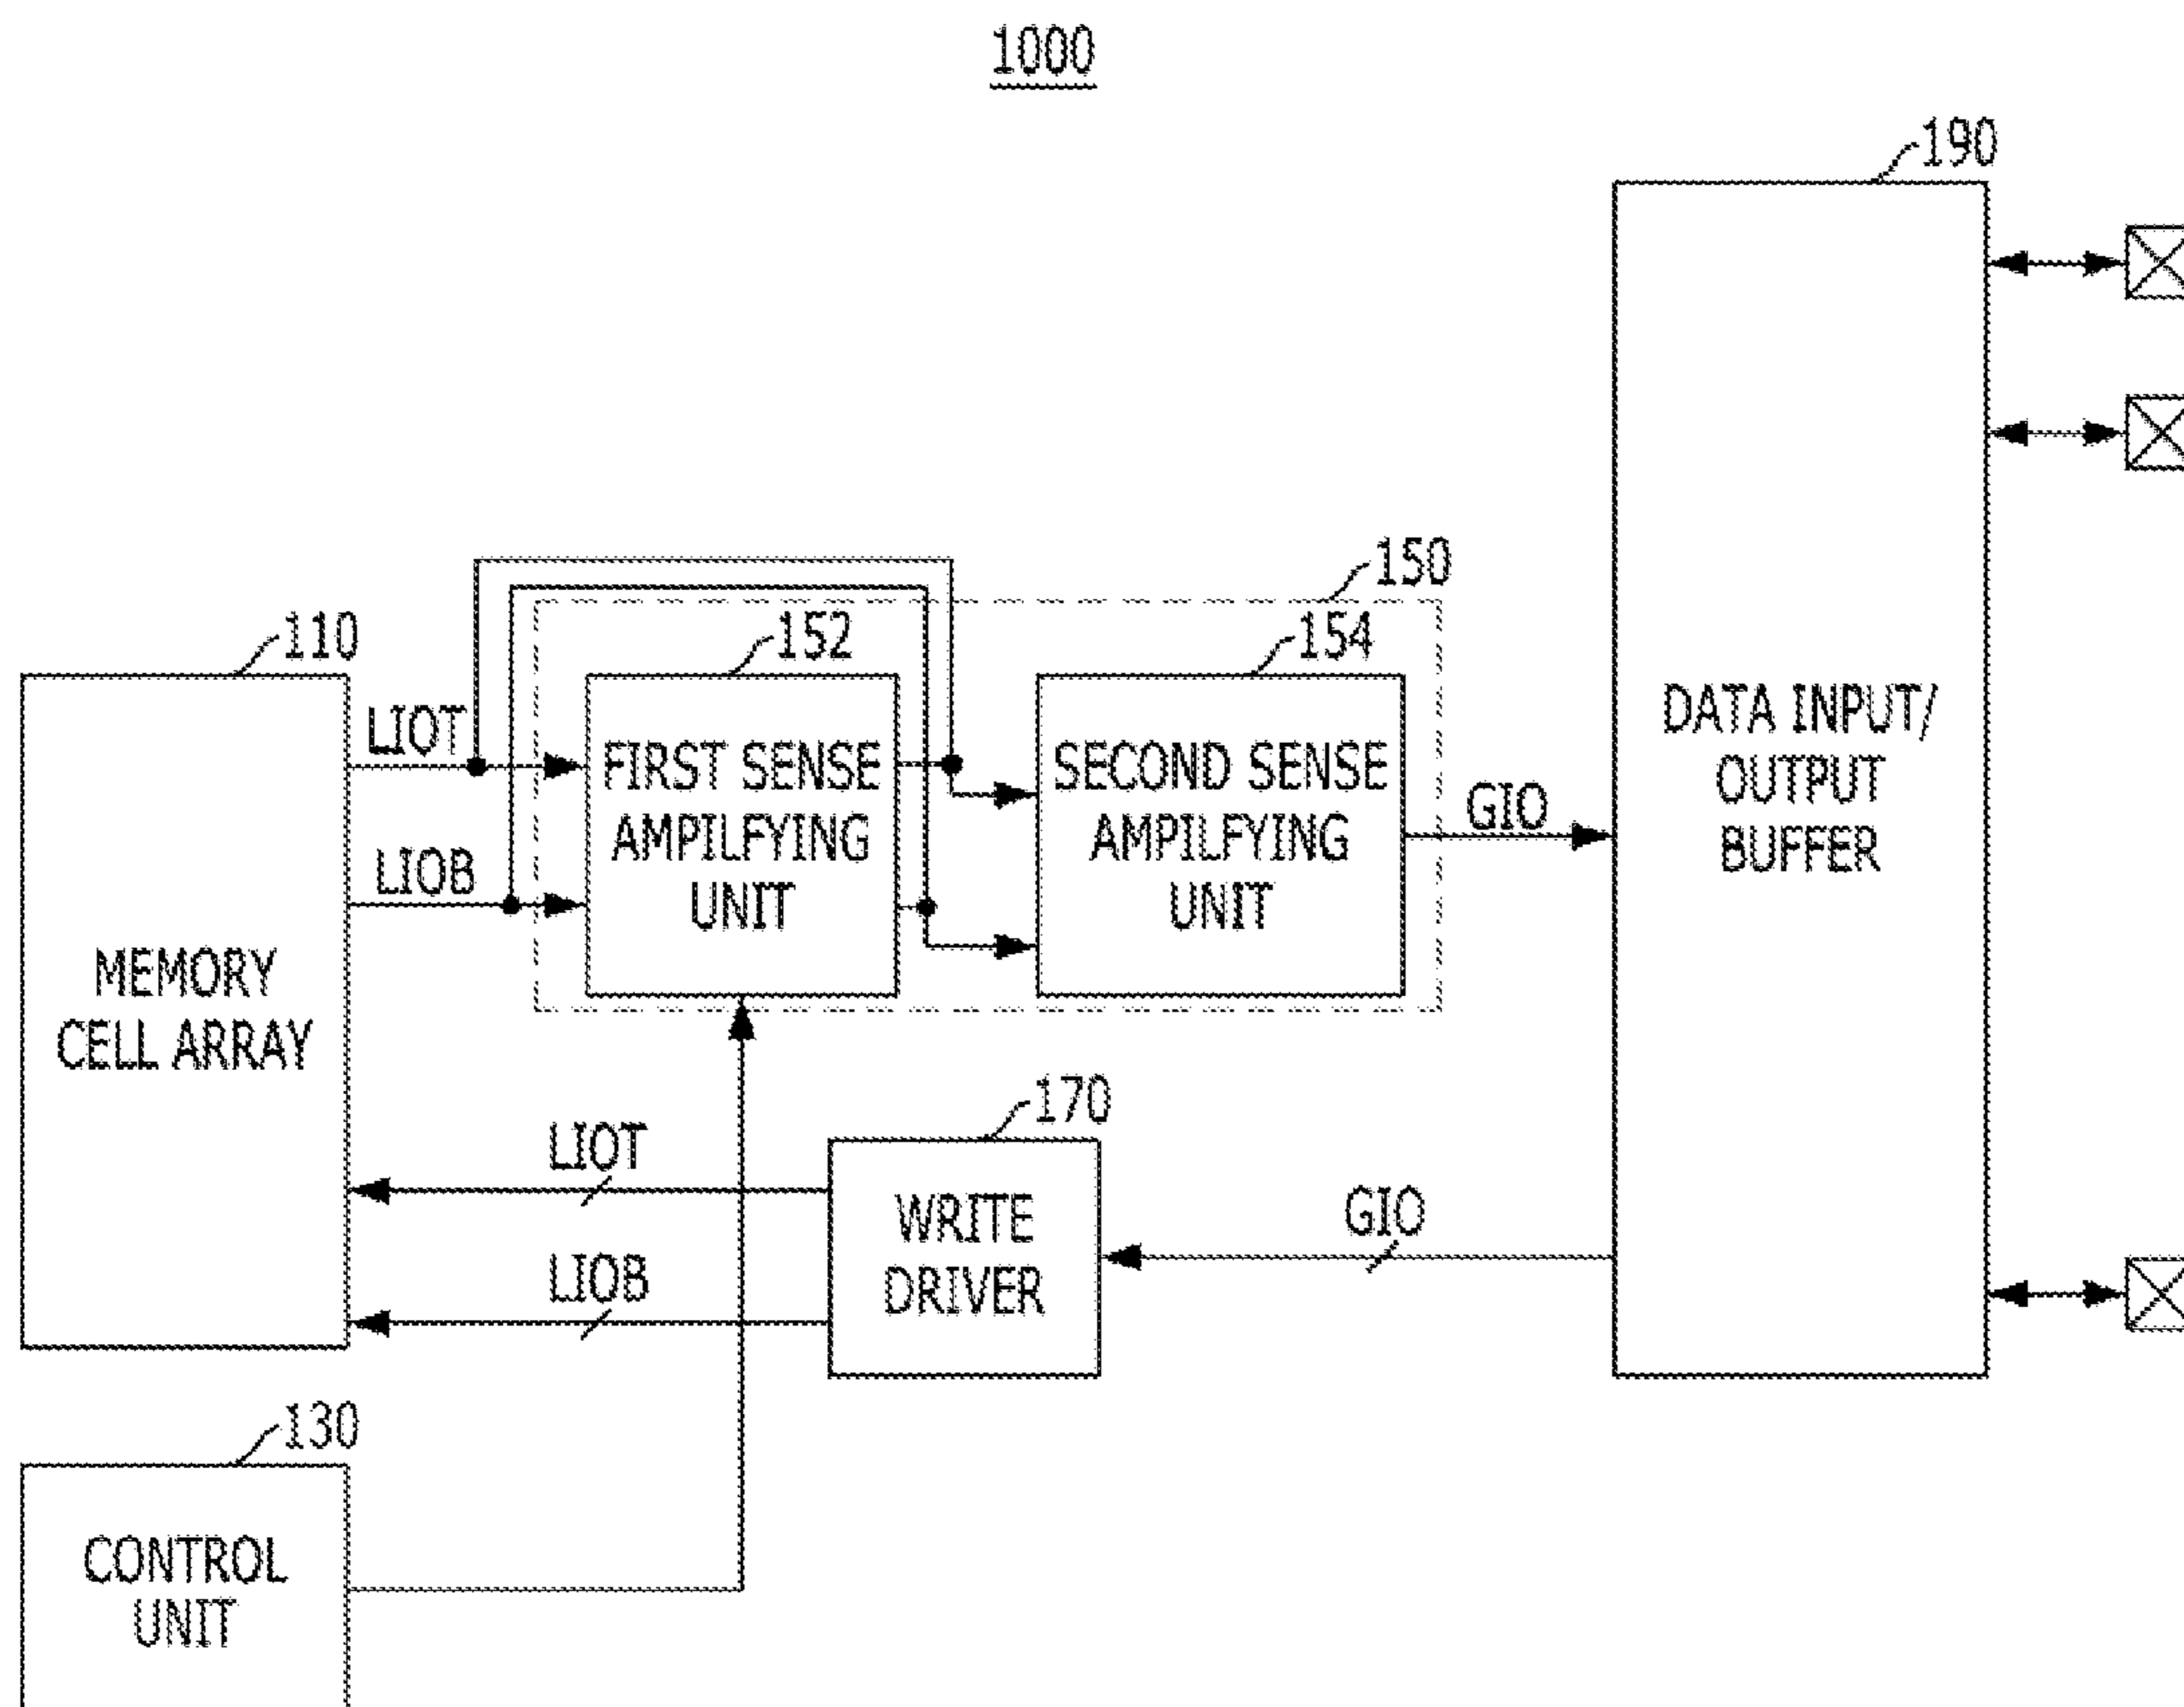 1000
190
150
110
152
154
LIOT
LIOB
FIRST SENSE
AMPILFYING
UNIT
SECOND SENSE
AMPILFYING
UNIT
GIO
DATA INPUT/
OUTPUT
BUFFER
MEMORY
CELL ARRAY
170
LIOT
LIOB
WRITE
DRIVER
GIO
130
CONTROL
UNIT